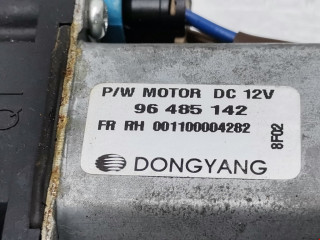 P/W MOTOR DC 12V
96 485 142
FR RH 001100004282
8F02
DONGYANG